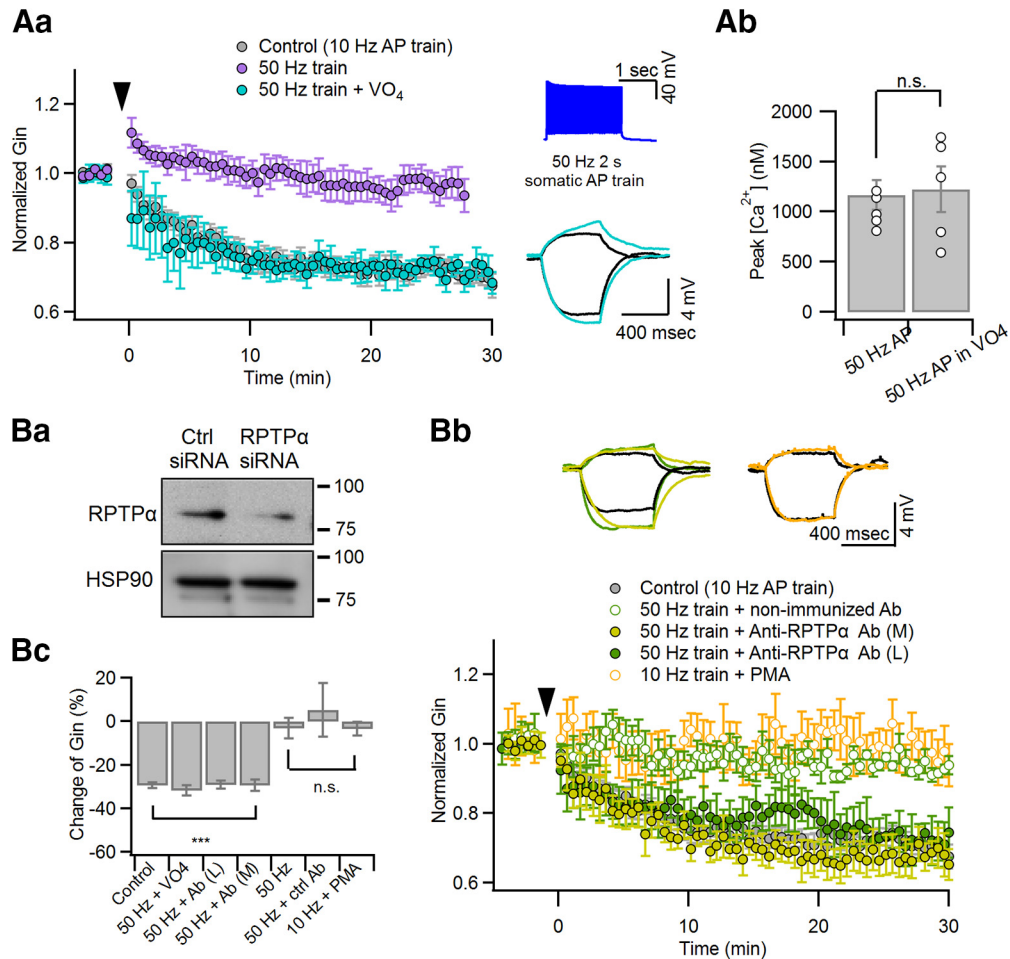 Aa
Control (10 Hz AP train)
50 Hz train
50 Hz train + VO4
Normalized Gin
1.2
1.0
0.8
0.6
0
10
20
30
Time (min)
1 sec
40 mV
50 Hz 2 s
somatic AP train
4 mV
400 msec
Ab
n.s.
Peak [Ca2+] (nM)
2000
1500
1000
500
0
50 Hz AP
50 Hz AP in VO4
Ba
Ctrl siRNA
RPTPα siRNA
RPTPα
100
75
HSP90
100
75
Bb
400 msec
4 mV
Control (10 Hz AP train)
50 Hz train + non-immunized Ab
50 Hz train + Anti-RPTPα Ab (M)
50 Hz train + Anti-RPTPα Ab (L)
10 Hz train + PMA
Normalized Gin
1.2
1.0
0.8
0.6
0
10
20
30
Time (min)
Bc
Change of Gin (%)
20
0
-20
-40
-60
***
n.s.
Control
50 Hz + VO4
50 Hz + Ab (L)
50 Hz + Ab (M)
50 Hz
50 Hz + ctrl Ab
10 Hz + PMA